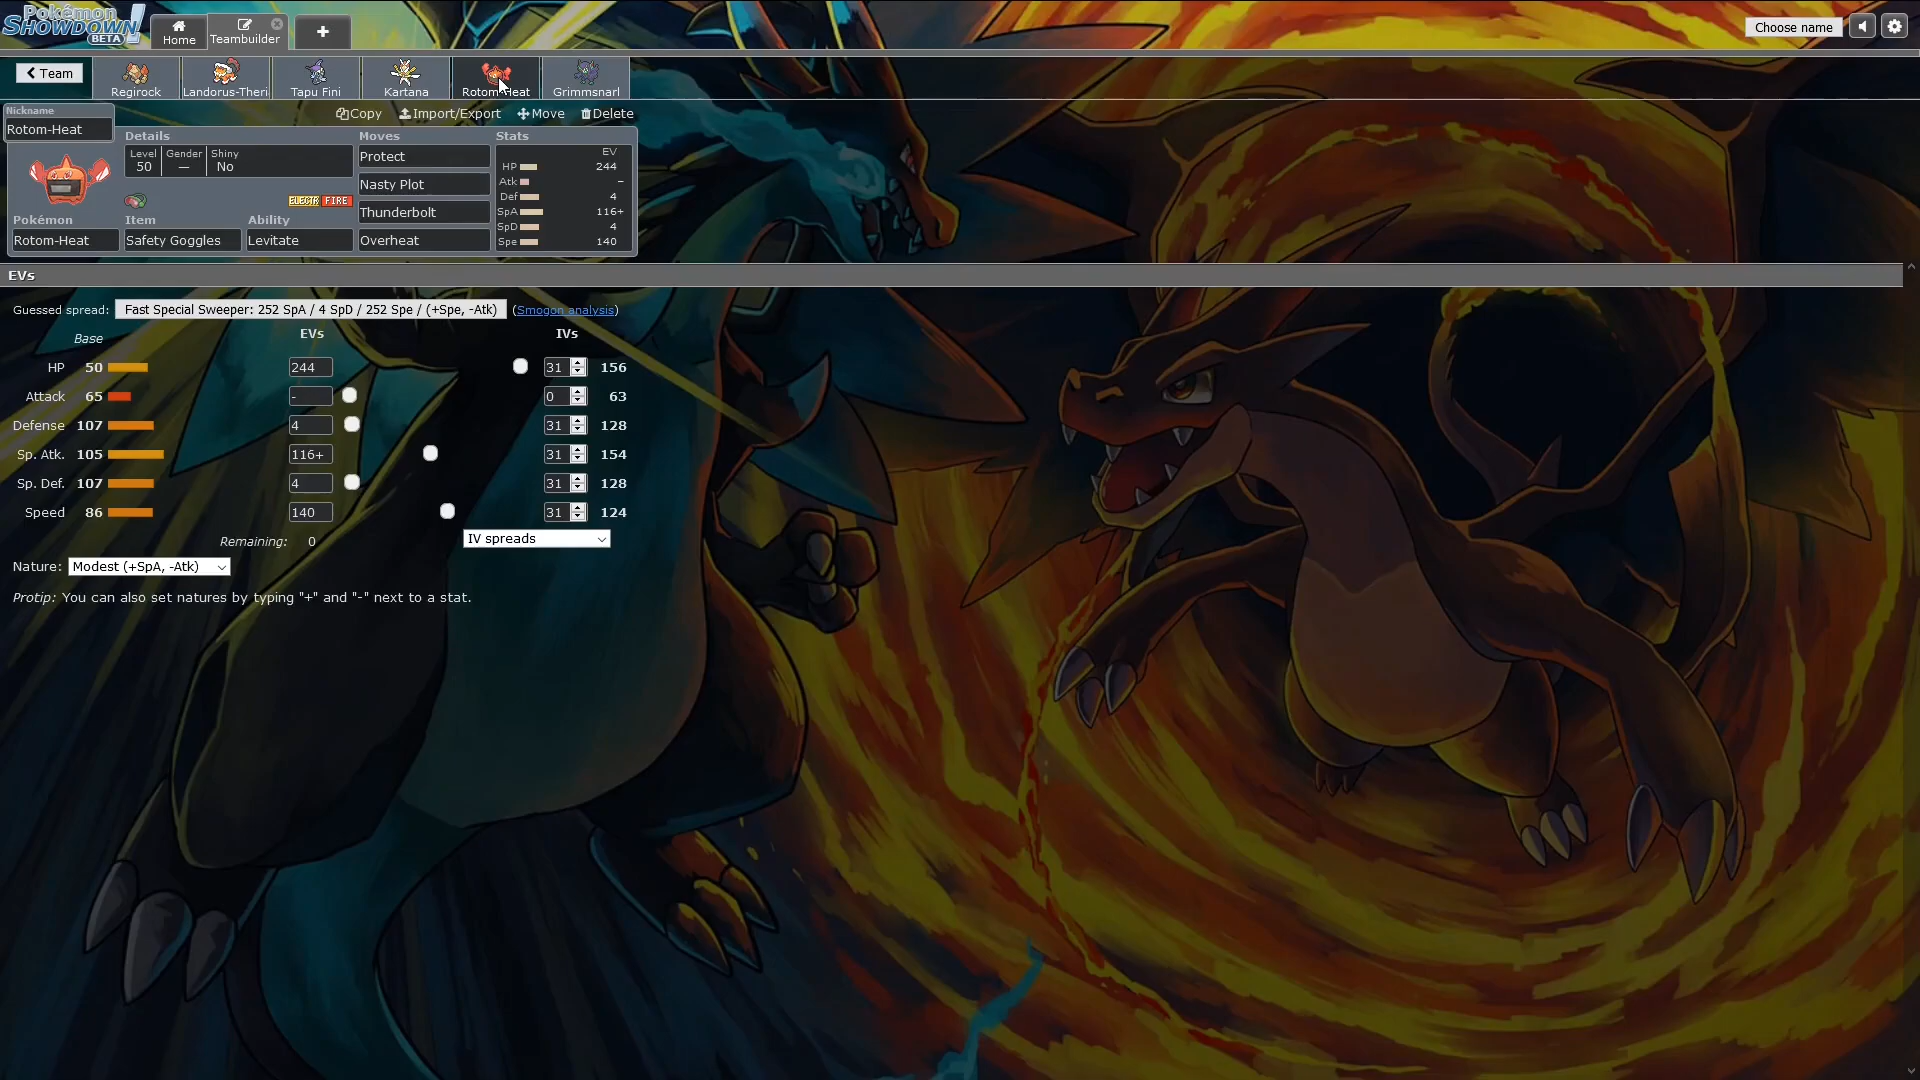 Pokémon
SHOWDOWN!
BETA
Home
Teambuilder
+
Choose name
Team
Regirock
Landorus-Theri
Tapu Fini
Kartana
Rotom-Heat
Grimmsnarl
Copy
Import/Export
Move
Delete
Nickname
Rotom-Heat
Details
Level
50
Gender
—
Shiny
No
ELECTR FIRE
Pokémon
Rotom-Heat
Item
Safety Goggles
Ability
Levitate
Moves
Protect
Nasty Plot
Thunderbolt
Overheat
Stats
EV
HP 244
Atk –
Def 4
SpA 116+
SpD 4
Spe 140
EVs
Guessed spread: Fast Special Sweeper: 252 SpA / 4 SpD / 252 Spe / (+Spe, -Atk) (Smogon analysis)
Base EVs IVs
HP 50 244 31 156
Attack 65 - 0 63
Defense 107 4 31 128
Sp. Atk. 105 116+ 31 154
Sp. Def. 107 4 31 128
Speed 86 140 31 124
Remaining: 0
IV spreads
Nature: Modest (+SpA, -Atk)
Protip: You can also set natures by typing "+" and "-" next to a stat.